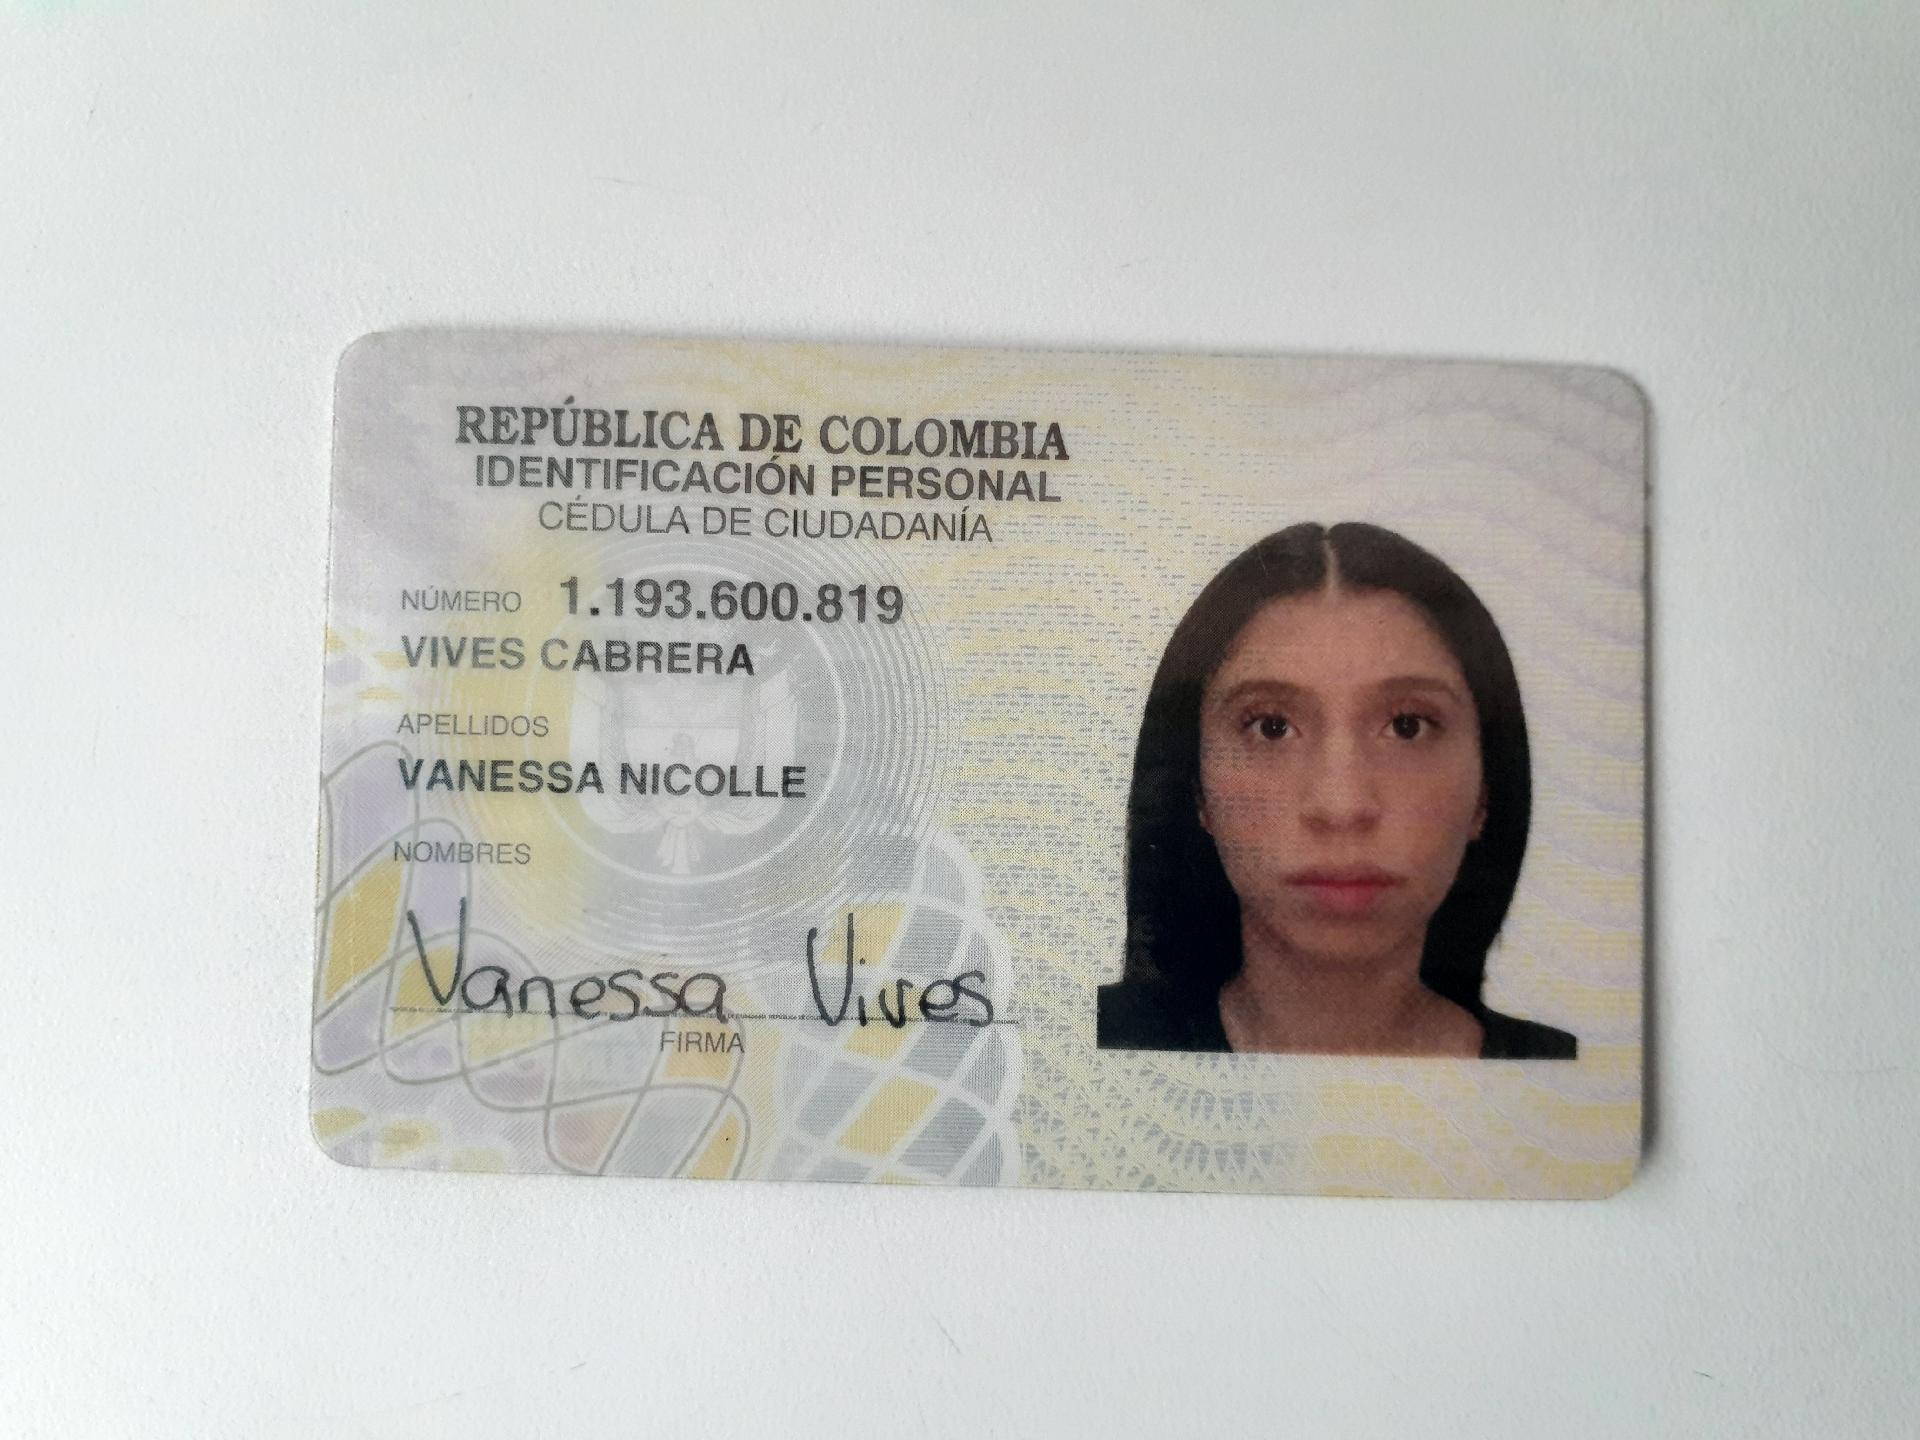 REPÚBLICA DE COLOMBIA
IDENTIFICACIÓN PERSONAL
CÉDULA DE CIUDADANÍA
NÚMERO 1.193.600.819
VIVES CABRERA
APELLIDOS
VANESSA NICOLLE
NOMBRES
Vanessa Vives
FIRMA